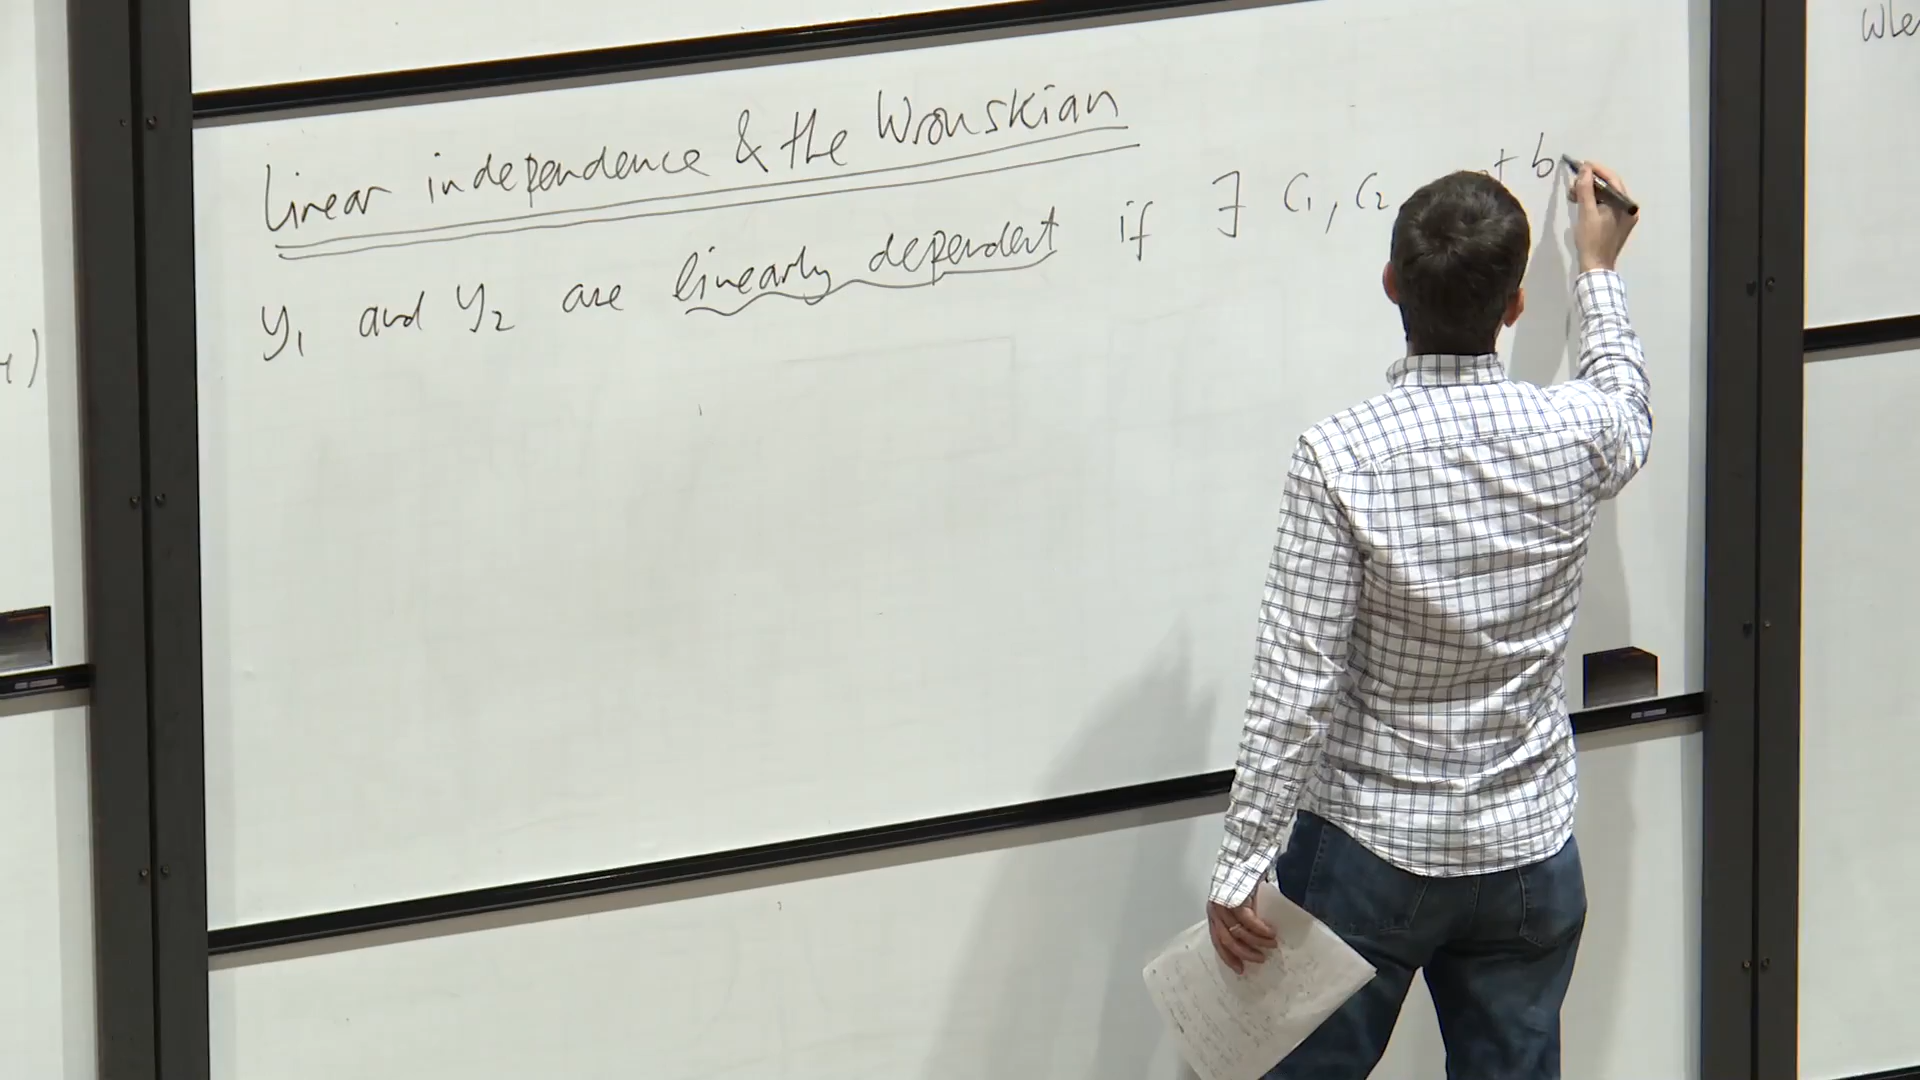 Linear independence & the Wronskian
y₁ and y₂ are linearly dependent if ∃ c₁, c₂